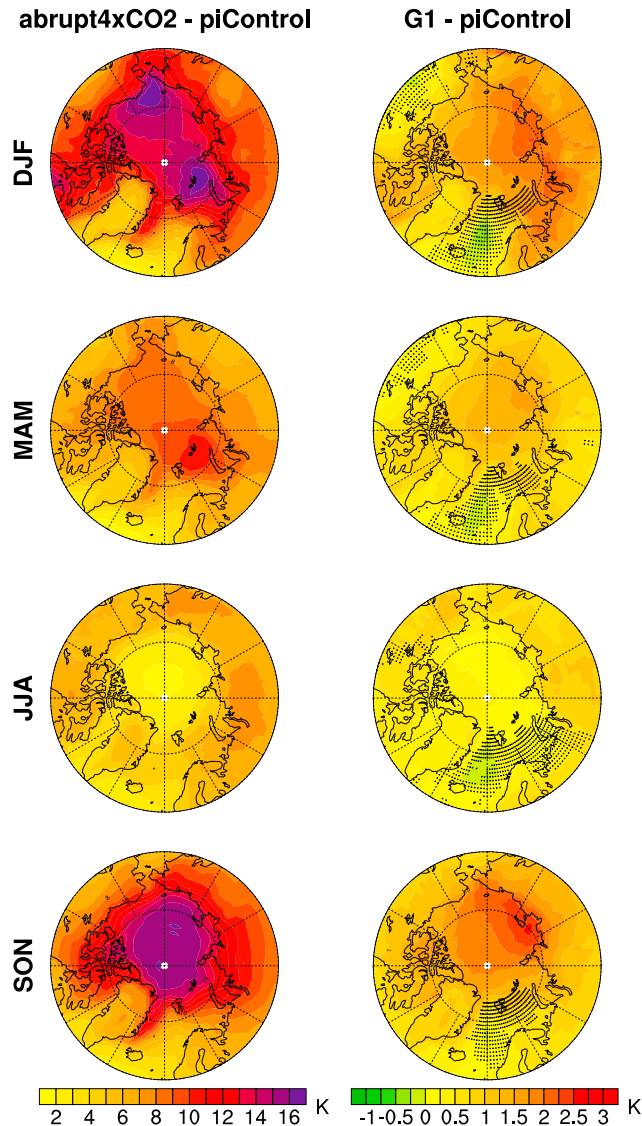 abrupt4xCO2 - piControl G1 - piControl
DJF
MAM
JJA
SON
2 4 6 8 10 12 14 16 K -1 -0.5 0 0.5 1 1.5 2 2.5 3 K